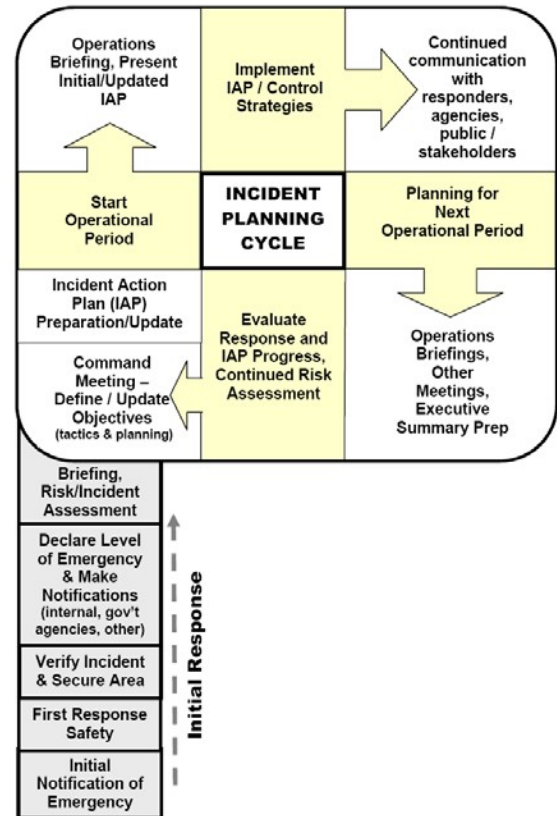 Operations
Briefing, Present
Initial/Updated
IAP
Implement
IAP / Control
Strategies
Continued
communication
with
responders,
agencies,
public /
stakeholders
Start
Operational
Period
INCIDENT
PLANNING
CYCLE
Planning for
Next
Operational Period
Incident Action
Plan (IAP)
Preparation/Update
Command
Meeting –
Define / Update
Objectives
(tactics & planning)
Evaluate
Response and
IAP Progress,
Continued Risk
Assessment
Operations
Briefings,
Other
Meetings,
Executive
Summary Prep
Briefing,
Risk/Incident
Assessment
Declare Level
of Emergency
& Make
Notifications
(internal, gov't
agencies, other)
Verify Incident
& Secure Area
First Response
Safety
Initial
Notification of
Emergency
Initial Response